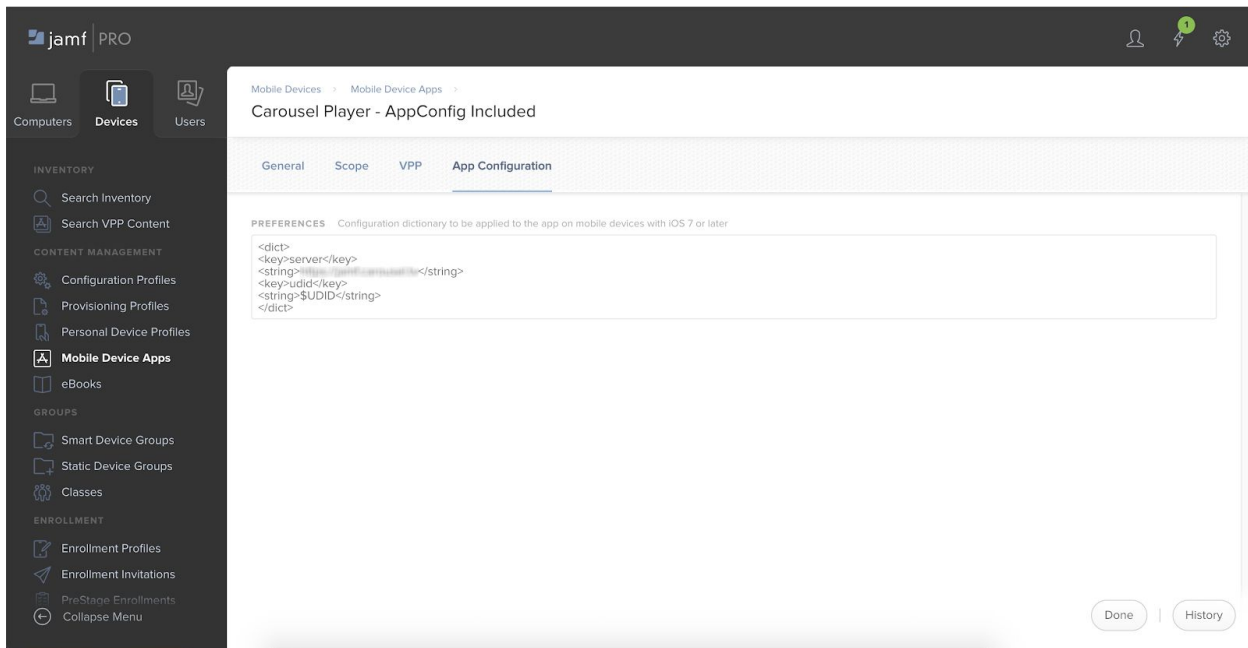 jamf PRO
1
Computers
Devices
Users
INVENTORY
Search Inventory
Search VPP Content
CONTENT MANAGEMENT
Configuration Profiles
Provisioning Profiles
Personal Device Profiles
Mobile Device Apps
eBooks
GROUPS
Smart Device Groups
Static Device Groups
Classes
ENROLLMENT
Enrollment Profiles
Enrollment Invitations
PreStage Enrollments
Collapse Menu
Mobile Devices > Mobile Device Apps >
Carousel Player - AppConfig Included
General Scope VPP App Configuration
PREFERENCES Configuration dictionary to be applied to the app on mobile devices with iOS 7 or later
<dict>
<key>server</key>
<string></string>
<key>udid</key>
<string>$UDID</string>
</dict>
Done
History